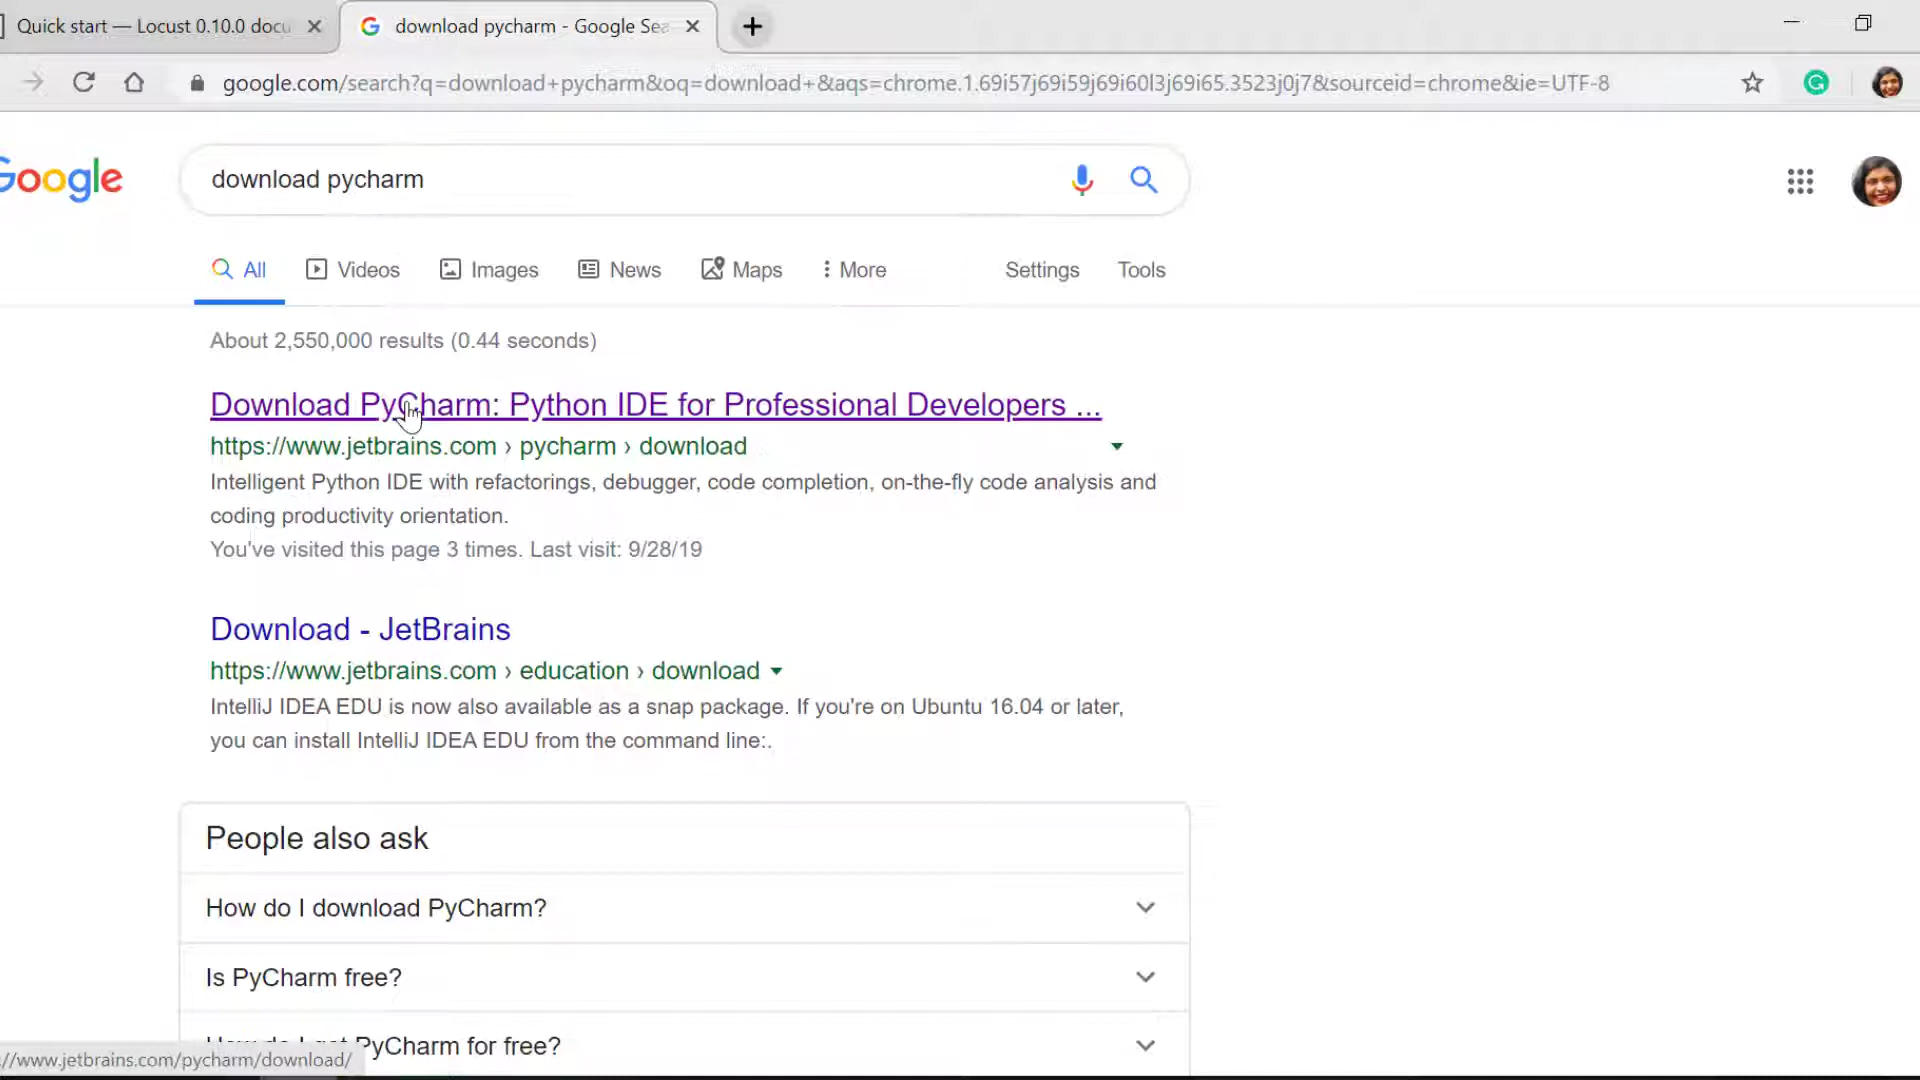 Quick start — Locust 0.10.0 docu
download pycharm - Google Sea
google.com/search?q=download+pycharm&oq=download+&aqs=chrome.1.69i57j69i59j69i60l3j69i65.3523j0j7&sourceid=chrome&ie=UTF-8
Google
download pycharm
All
Videos
Images
News
Maps
More
Settings
Tools
About 2,550,000 results (0.44 seconds)
Download PyCharm: Python IDE for Professional Developers ...
https://www.jetbrains.com › pycharm › download
Intelligent Python IDE with refactorings, debugger, code completion, on-the-fly code analysis and
coding productivity orientation.
You've visited this page 3 times. Last visit: 9/28/19
Download - JetBrains
https://www.jetbrains.com › education › download
IntelliJ IDEA EDU is now also available as a snap package. If you're on Ubuntu 16.04 or later,
you can install IntelliJ IDEA EDU from the command line:.
People also ask
How do I download PyCharm?
Is PyCharm free?
How do I get PyCharm for free?
//www.jetbrains.com/pycharm/download/